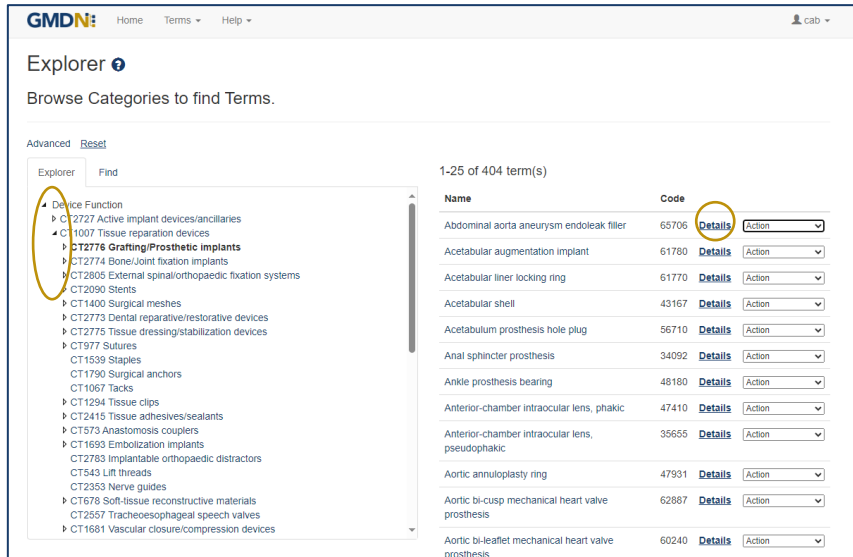 GMDN Home Terms Help cab
Explorer ?
Browse Categories to find Terms.
Advanced Reset
Explorer Find
Device Function
CT2727 Active implant devices/ancillaries
CT1007 Tissue reparation devices
CT2776 Grafting/Prosthetic implants
CT2774 Bone/Joint fixation implants
CT2805 External spinal/orthopaedic fixation systems
CT2090 Stents
CT1400 Surgical meshes
CT2773 Dental reparative/restorative devices
CT2775 Tissue dressing/stabilization devices
CT977 Sutures
CT1539 Staples
CT1790 Surgical anchors
CT1067 Tacks
CT1294 Tissue clips
CT2415 Tissue adhesives/sealants
CT573 Anastomosis couplers
CT1693 Embolization implants
CT2783 Implantable orthopaedic distractors
CT543 Lift threads
CT2353 Nerve guides
CT678 Soft-tissue reconstructive materials
CT2557 Tracheoesophageal speech valves
CT1681 Vascular closure/compression devices
1-25 of 404 term(s)
Name Code
Abdominal aorta aneurysm endoleak filler 65706 Details Action
Acetabular augmentation implant 61780 Details Action
Acetabular liner locking ring 61770 Details Action
Acetabular shell 43167 Details Action
Acetabulum prosthesis hole plug 56710 Details Action
Anal sphincter prosthesis 34092 Details Action
Ankle prosthesis bearing 48180 Details Action
Anterior-chamber intraocular lens, phakic 47410 Details Action
Anterior-chamber intraocular lens, 35655 Details Action
pseudophakic
Aortic annuloplasty ring 47931 Details Action
Aortic bi-cusp mechanical heart valve 62887 Details Action
prosthesis
Aortic bi-leaflet mechanical heart valve 60240 Details Action
prosthesis